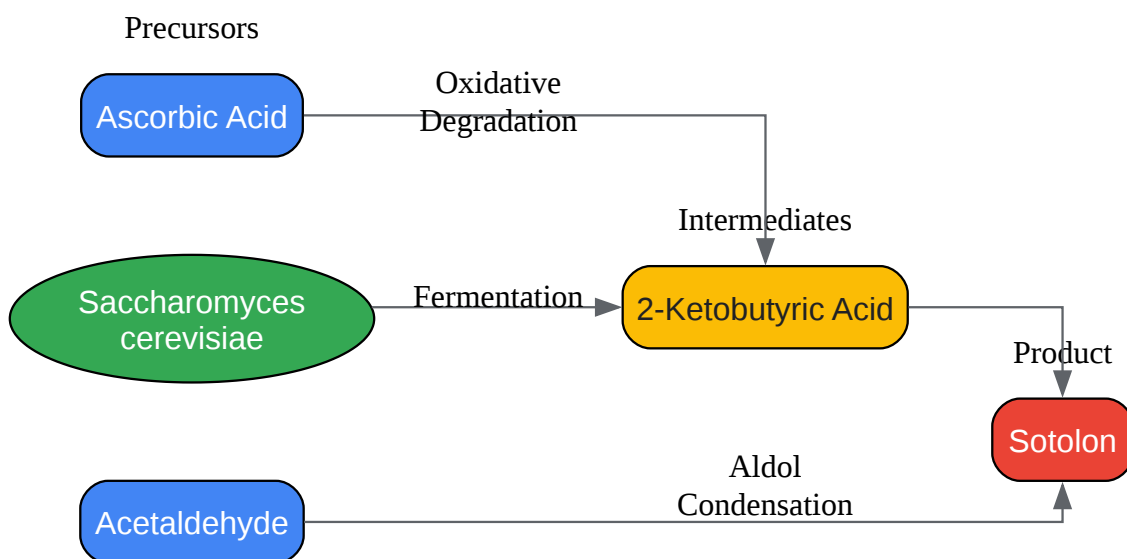 Precursors
Ascorbic Acid
Oxidative
Degradation
Intermediates
Saccharomyces
cerevisiae
Fermentation
2-Ketobutyric Acid
Product
Sotolon
Aldol
Condensation
Acetaldehyde